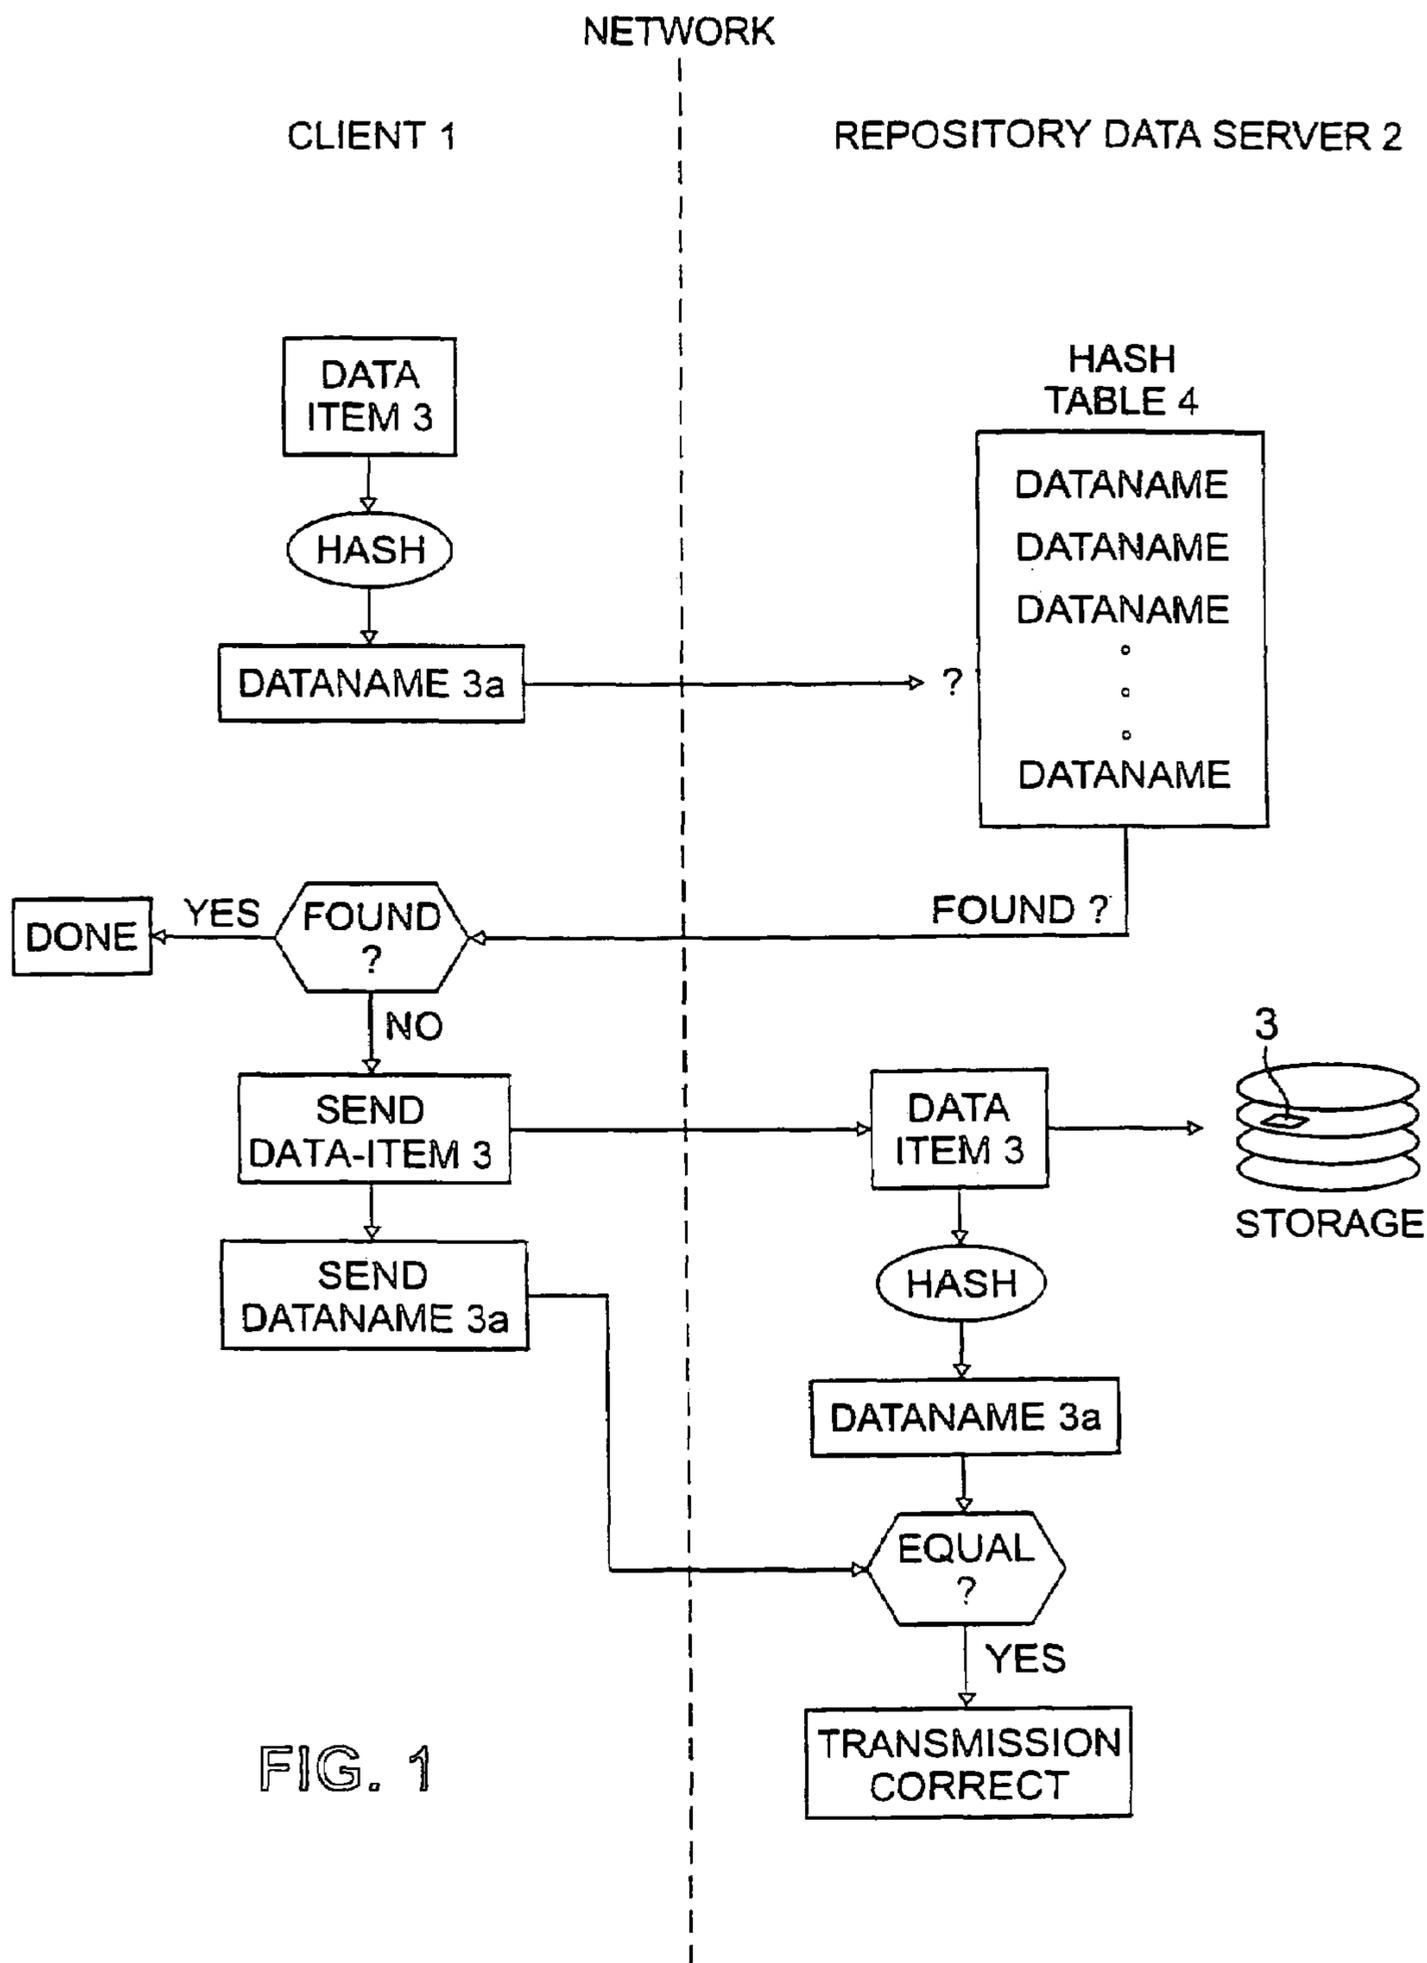 NETWORK
CLIENT 1
REPOSITORY DATA SERVER 2
DATA
ITEM 3
HASH
DATANAME 3a
HASH
TABLE 4
DATANAME
DATANAME
DATANAME
?
DATANAME
FOUND ?
FOUND
?
YES
DONE
NO
SEND
DATA-ITEM 3
SEND
DATANAME 3a
DATA
ITEM 3
3
STORAGE
HASH
DATANAME 3a
EQUAL
?
YES
TRANSMISSION
CORRECT
FIG. 1